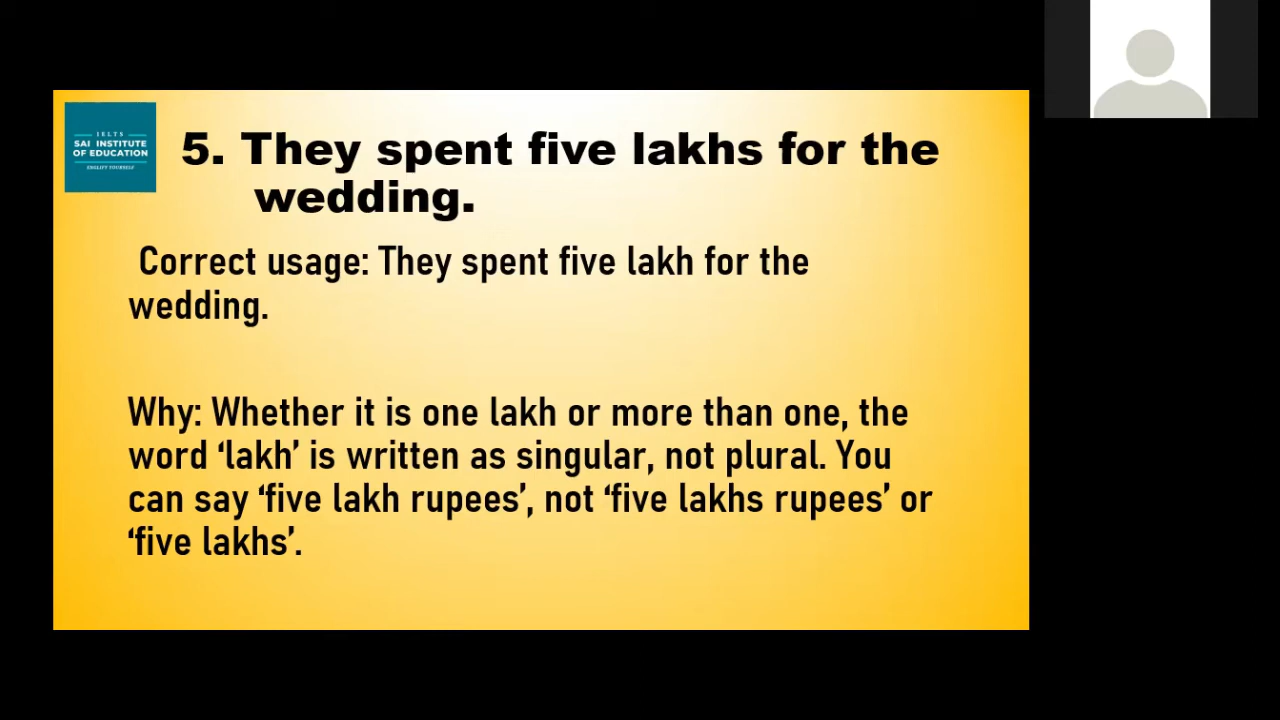 IELTS
SAI INSTITUTE
OF EDUCATION
ENGLIFY YOURSELF
5. They spent five lakhs for the
wedding.
Correct usage: They spent five lakh for the
wedding.
Why: Whether it is one lakh or more than one, the
word ‘lakh’ is written as singular, not plural. You
can say ‘five lakh rupees’, not ‘five lakhs rupees’ or
‘five lakhs’.